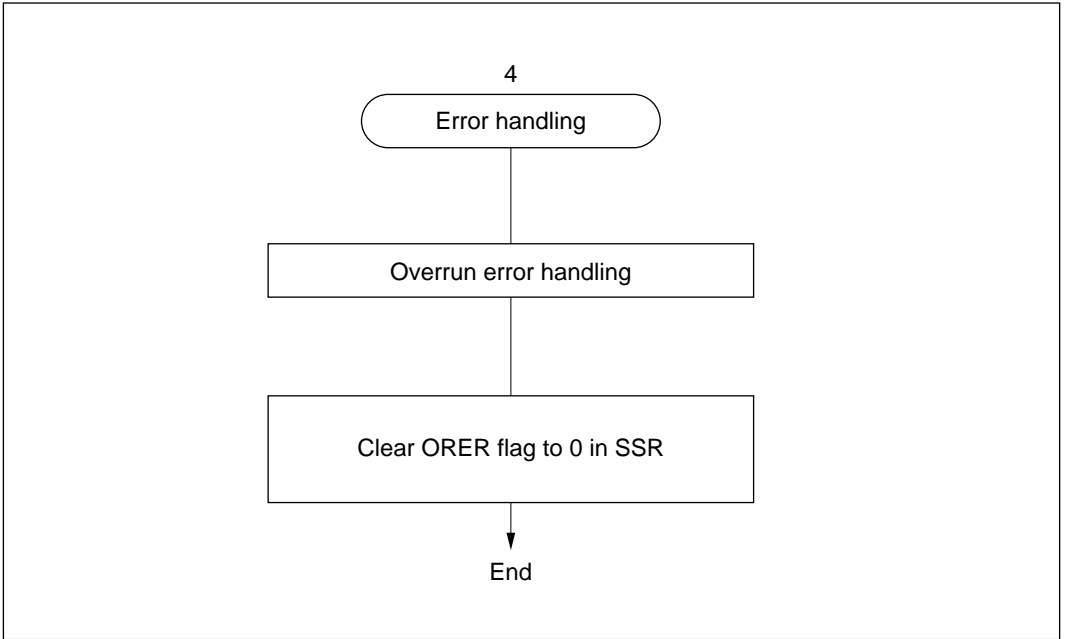 4
Error handling
Overrun error handling
Clear ORER flag to 0 in SSR
End